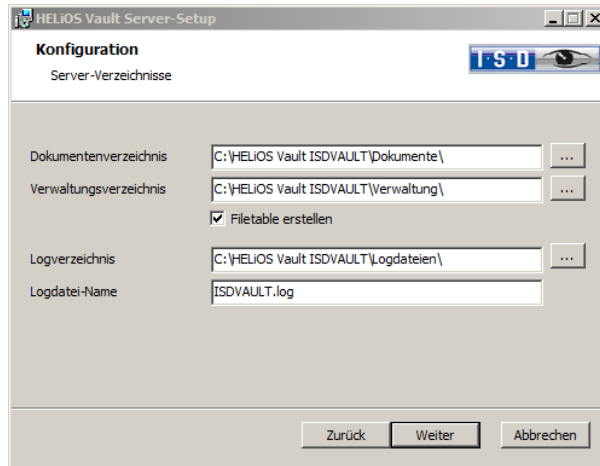 HELiOS Vault Server-Setup
Konfiguration
Server-Verzeichnisse
I·S·D
Dokumentenverzeichnis C:\HELiOS Vault ISDVAULT\Dokumente\ ...
Verwaltungsverzeichnis C:\HELiOS Vault ISDVAULT\Verwaltung\ ...
Filetable erstellen
Logverzeichnis C:\HELiOS Vault ISDVAULT\Logdateien\ ...
Logdatei-Name ISDVAULT.log
Zurück Weiter Abbrechen